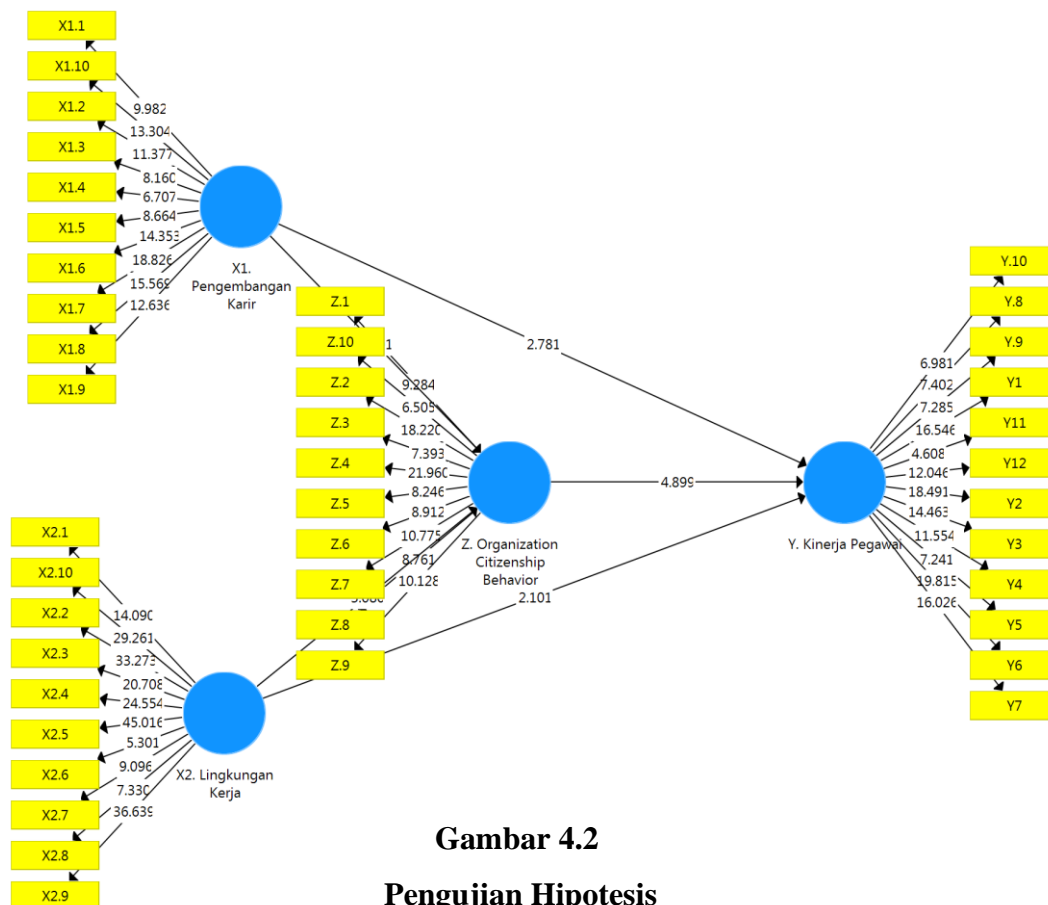 X1.1
X1.10
X1.2
X1.3
X1.4
X1.5
X1.6
X1.7
X1.8
X1.9
9.982
13.304
11.377
8.160
6.707
8.664
14.353
18.826
15.569
12.636
X1.
Pengembangan
Karir
Z.1
Z.10
Z.2
Z.3
Z.4
Z.5
Z.6
Z.7
Z.8
Z.9
9.284
6.505
18.220
7.393
21.960
8.246
8.912
10.775
8.761
10.128
Z. Organization
Citizenship
Behavior
2.781
4.899
2.101
Y.10
Y.8
Y.9
Y1
Y11
Y12
Y2
Y3
Y4
Y5
Y6
Y7
6.981
7.402
7.285
16.546
4.608
12.046
18.491
14.463
11.554
7.241
19.815
16.026
Y. Kinerja Pegawai
X2.1
X2.10
X2.2
X2.3
X2.4
X2.5
X2.6
X2.7
X2.8
X2.9
14.090
29.261
33.273
20.708
24.554
45.016
5.301
9.096
7.330
36.639
X2. Lingkungan
Kerja
Gambar 4.2
Pengujian Hipotesis